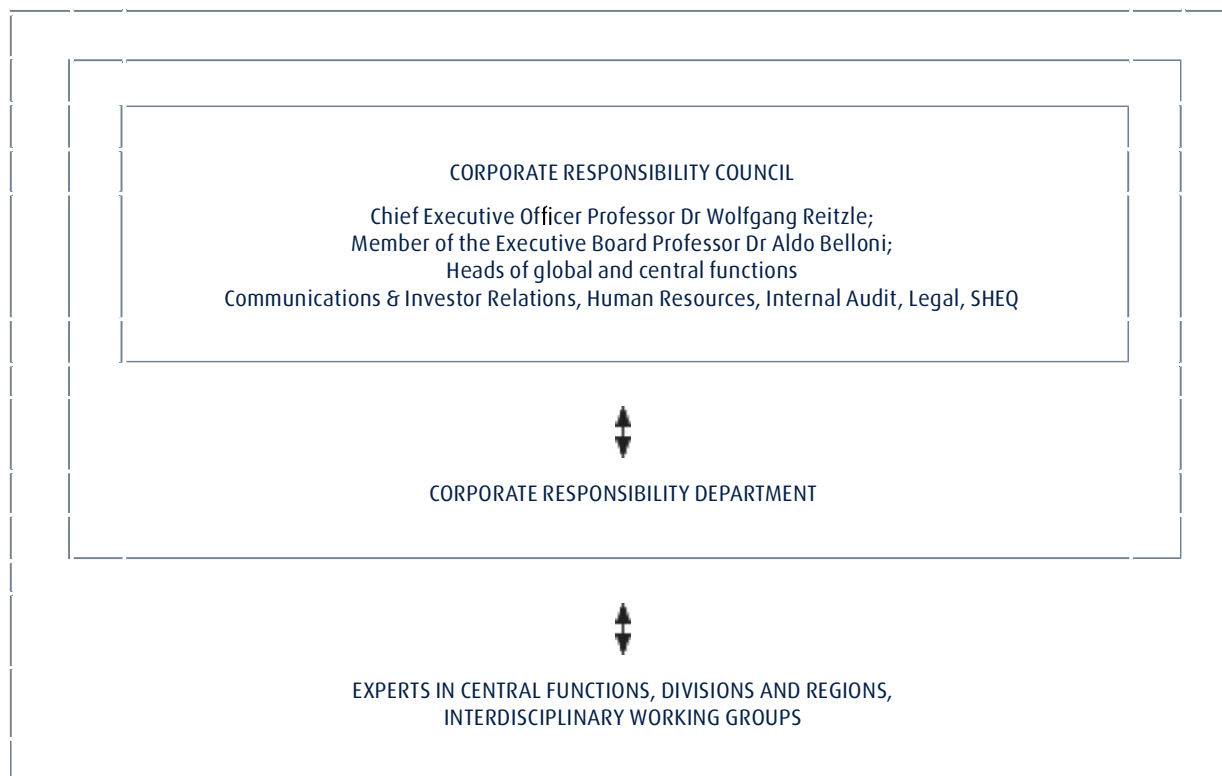 CORPORATE RESPONSIBILITY COUNCIL
Chief Executive Officer Professor Dr Wolfgang Reitzle;
Member of the Executive Board Professor Dr Aldo Belloni;
Heads of global and central functions
Communications & Investor Relations, Human Resources, Internal Audit, Legal, SHEQ
CORPORATE RESPONSIBILITY DEPARTMENT
EXPERTS IN CENTRAL FUNCTIONS, DIVISIONS AND REGIONS,
INTERDISCIPLINARY WORKING GROUPS